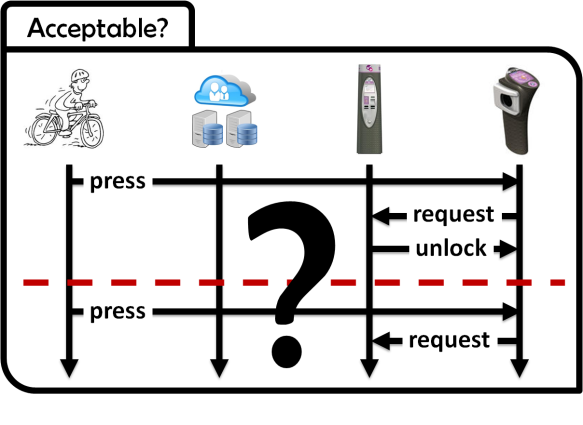 Acceptable?
press
request
unlock
?
press
request